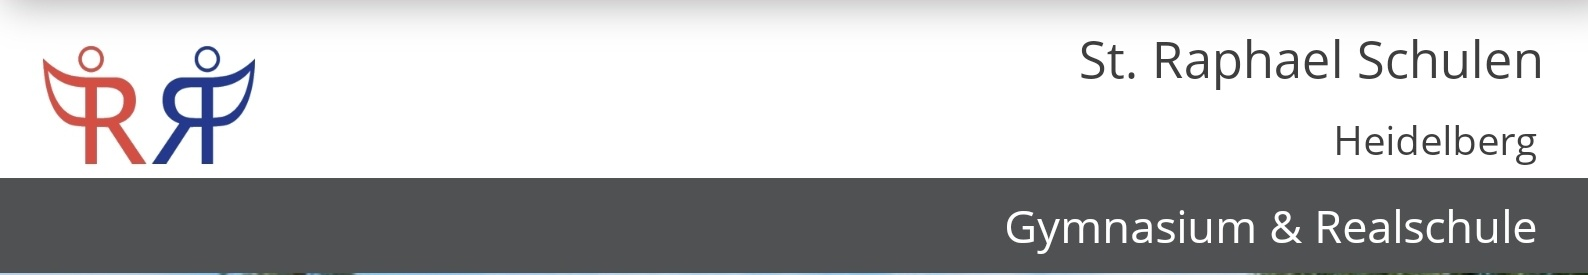 St. Raphael Schulen
Heidelberg
Gymnasium & Realschule